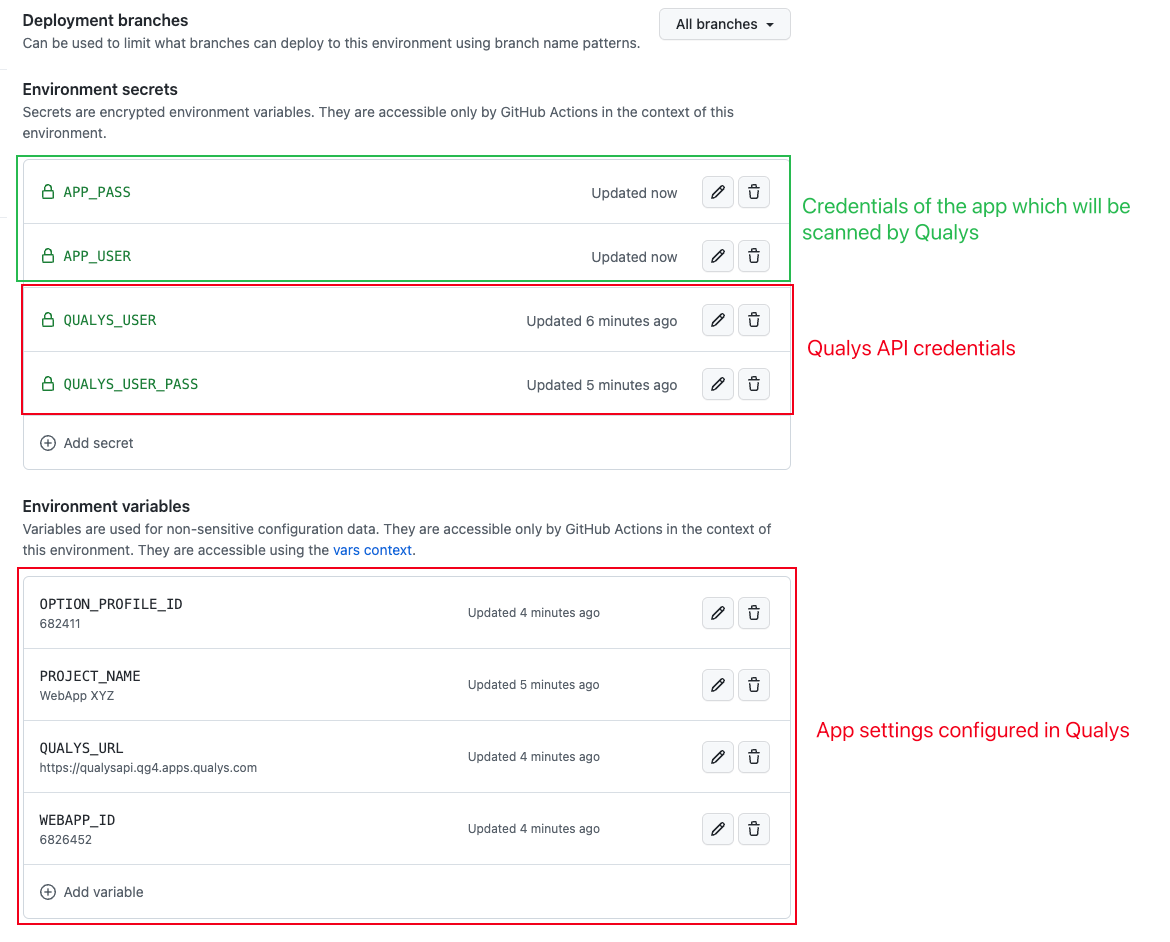 Deployment branches
All branches
Can be used to limit what branches can deploy to this environment using branch name patterns.
Environment secrets
Secrets are encrypted environment variables. They are accessible only by GitHub Actions in the context of this
environment.
APP_PASS
Updated now
Credentials of the app which will be
scanned by Qualys
APP_USER
Updated now
QUALYS_USER
Updated 6 minutes ago
Qualys API credentials
QUALYS_USER_PASS
Updated 5 minutes ago
Add secret
Environment variables
Variables are used for non-sensitive configuration data. They are accessible only by GitHub Actions in the context of
this environment. They are accessible using the vars context.
OPTION_PROFILE_ID
682411
Updated 4 minutes ago
PROJECT_NAME
WebApp XYZ
Updated 5 minutes ago
App settings configured in Qualys
QUALYS_URL
https://qualysapi.qg4.apps.qualys.com
Updated 4 minutes ago
WEBAPP_ID
6826452
Updated 4 minutes ago
Add variable